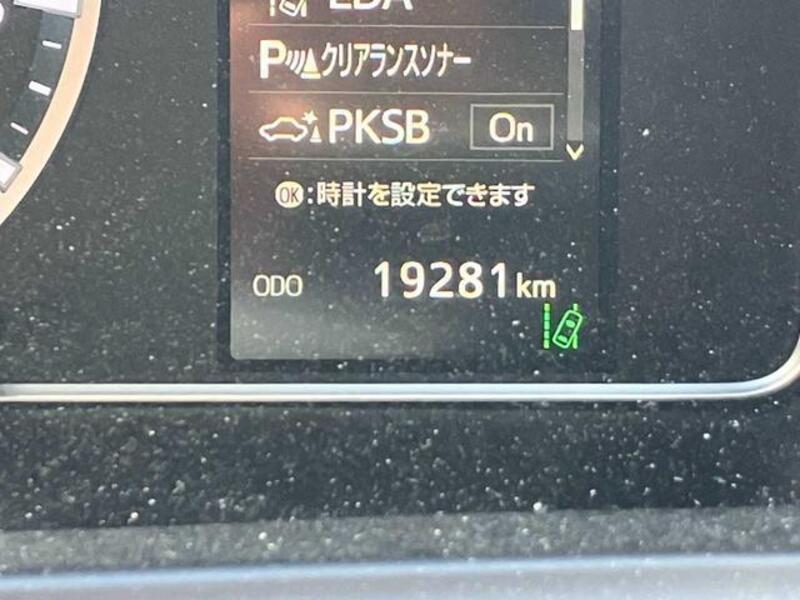 LDA
P クリアランスソナー
PKSB On
OK:時計を設定できます
ODO 19281km